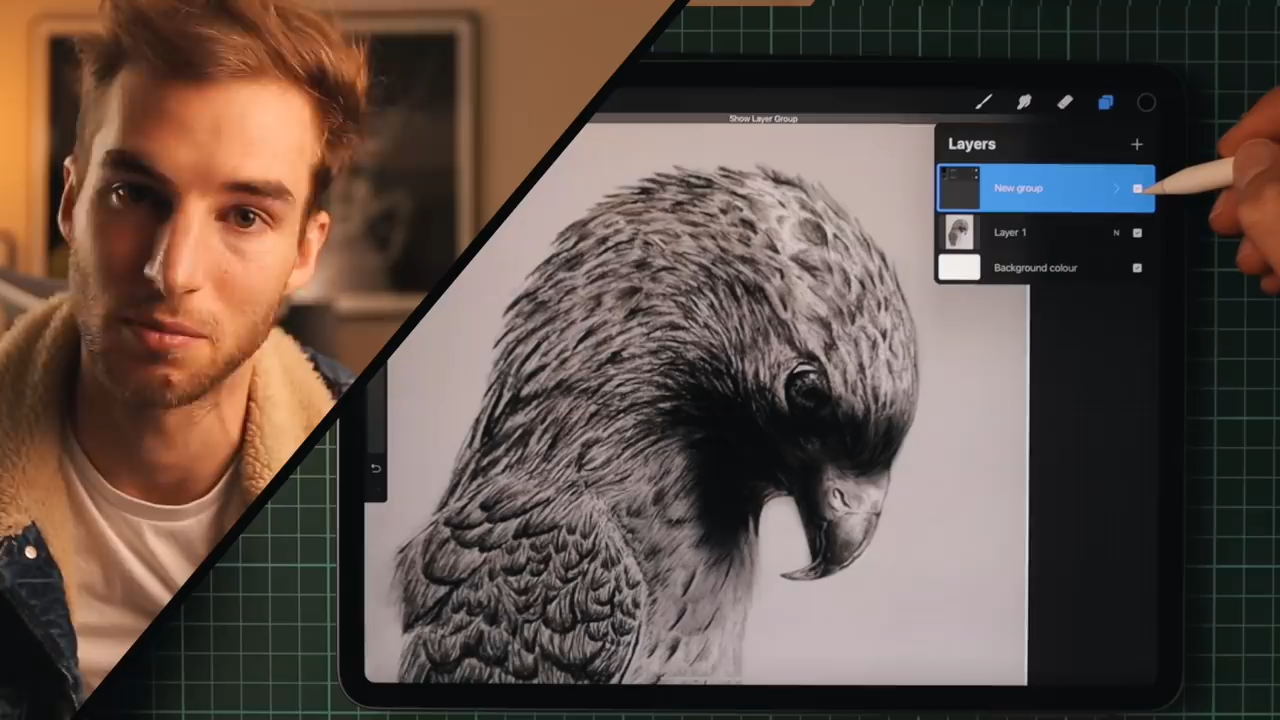 Show Layer Group
Layers
New group
Layer 1 N
Background colour